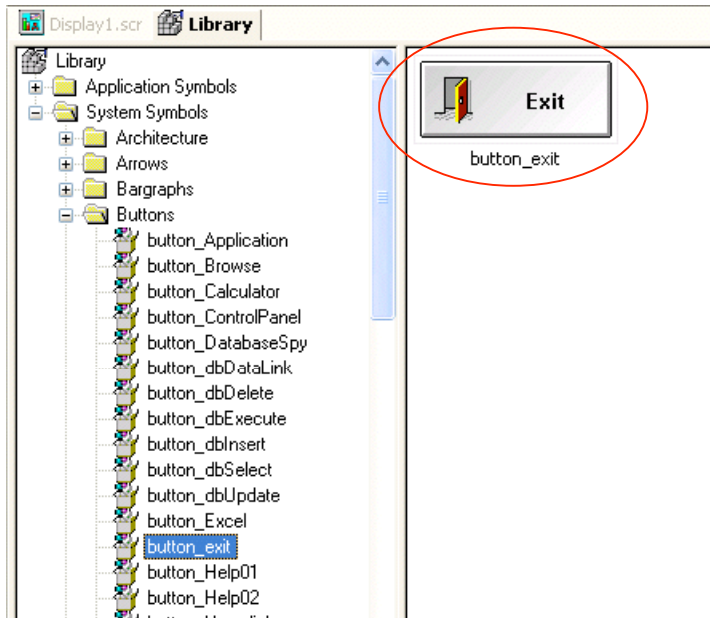 Display1.scr Library
Library
Application Symbols
System Symbols
Architecture
Arrows
Bargraphs
Buttons
button_Application
button_Browse
button_Calculator
button_ControlPanel
button_DatabaseSpy
button_dbDataLink
button_dbDelete
button_dbExecute
button_dbInsert
button_dbSelect
button_dbUpdate
button_Excel
button_exit
button_Help01
button_Help02
Exit
button_exit